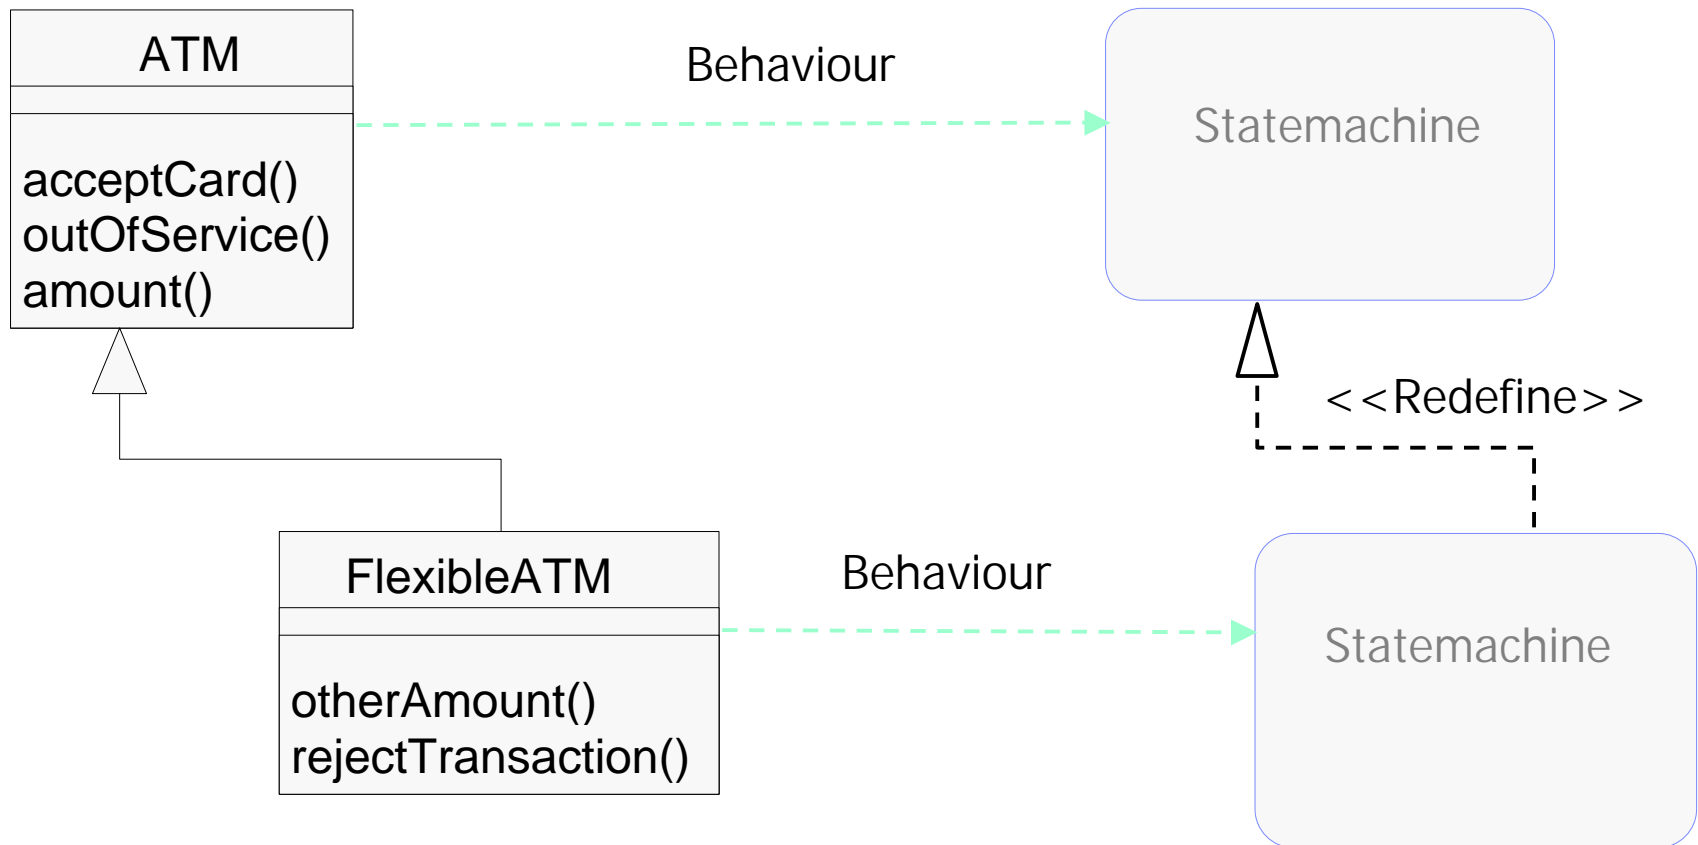 ATM
Behaviour
Statemachine
acceptCard()
outOfService()
amount()
<<Redefine>>
FlexibleATM
Behaviour
Statemachine
otherAmount()
rejectTransaction()